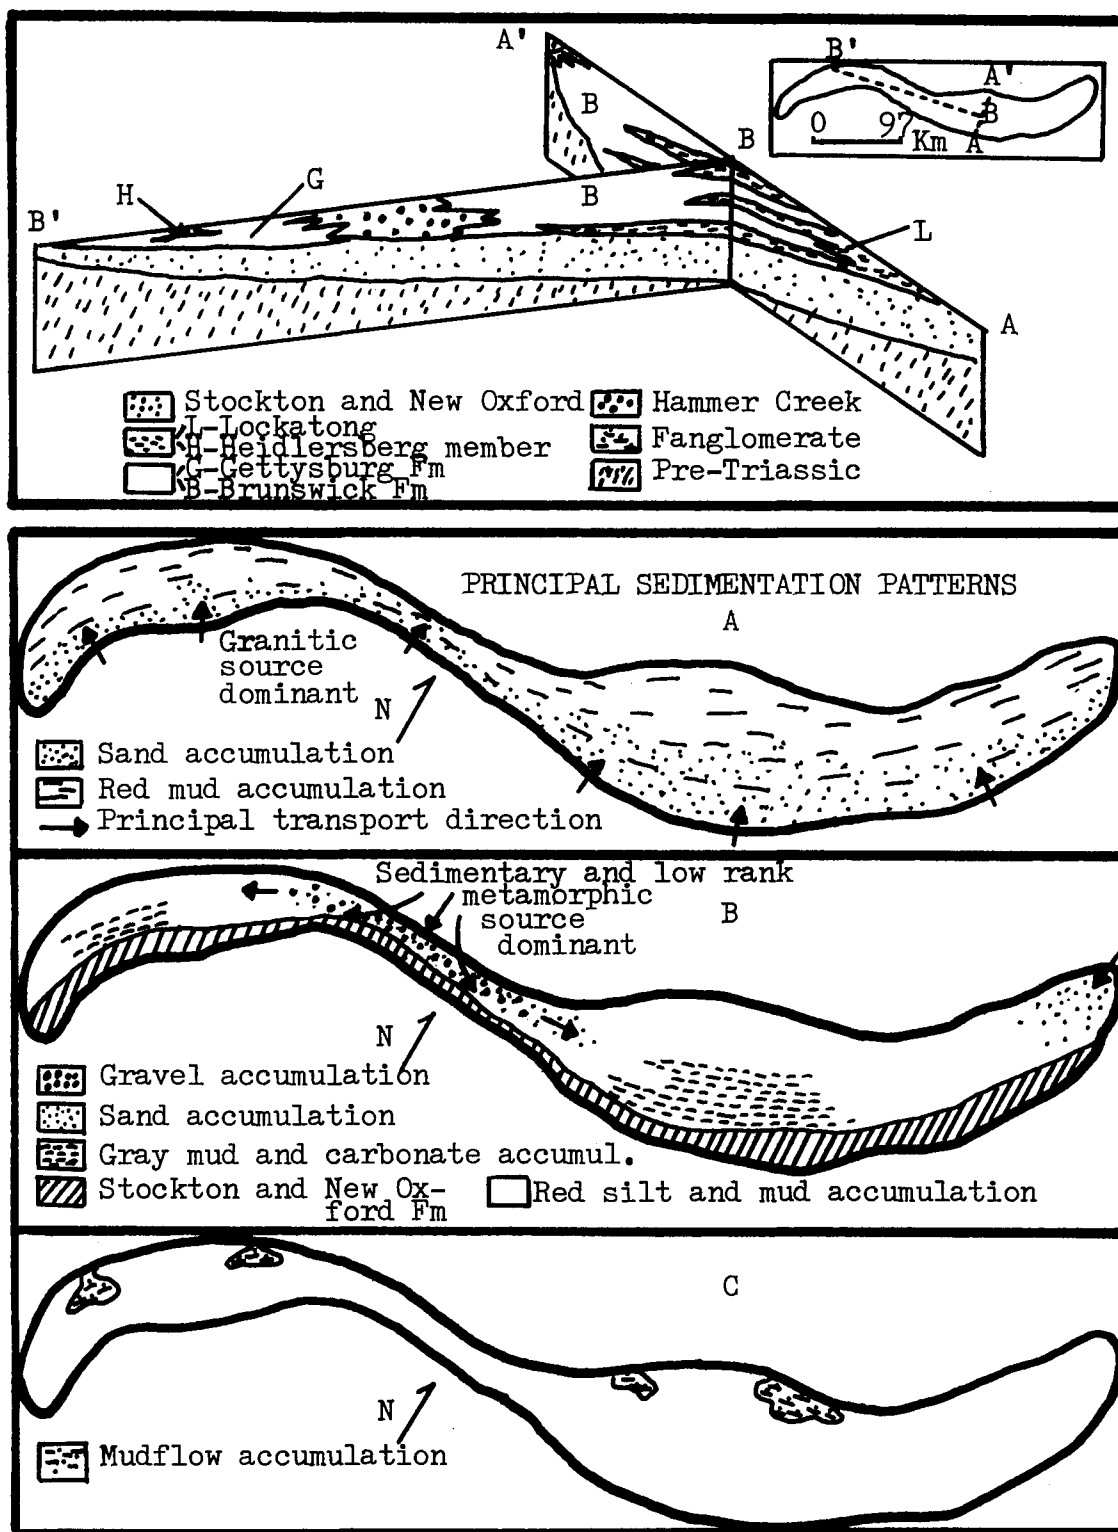 A'
B'
A'
B
B
A
0 97
Km
B
B
H
G
B
B'
L
A
Stockton and New Oxford
L-Lockatong
H-Heidlersberg member
G-Gettysburg Fm
B-Brunswick Fm
Hammer Creek
Fanglomerate
Pre-Triassic
PRINCIPAL SEDIMENTATION PATTERNS
A
Granitic
source
dominant
N
Sand accumulation
Red mud accumulation
Principal transport direction
Sedimentary and low rank
metamorphic
source
dominant
B
N
Gravel accumulation
Sand accumulation
Gray mud and carbonate accumul.
Stockton and New Ox-
ford Fm
Red silt and mud accumulation
C
N
Mudflow accumulation